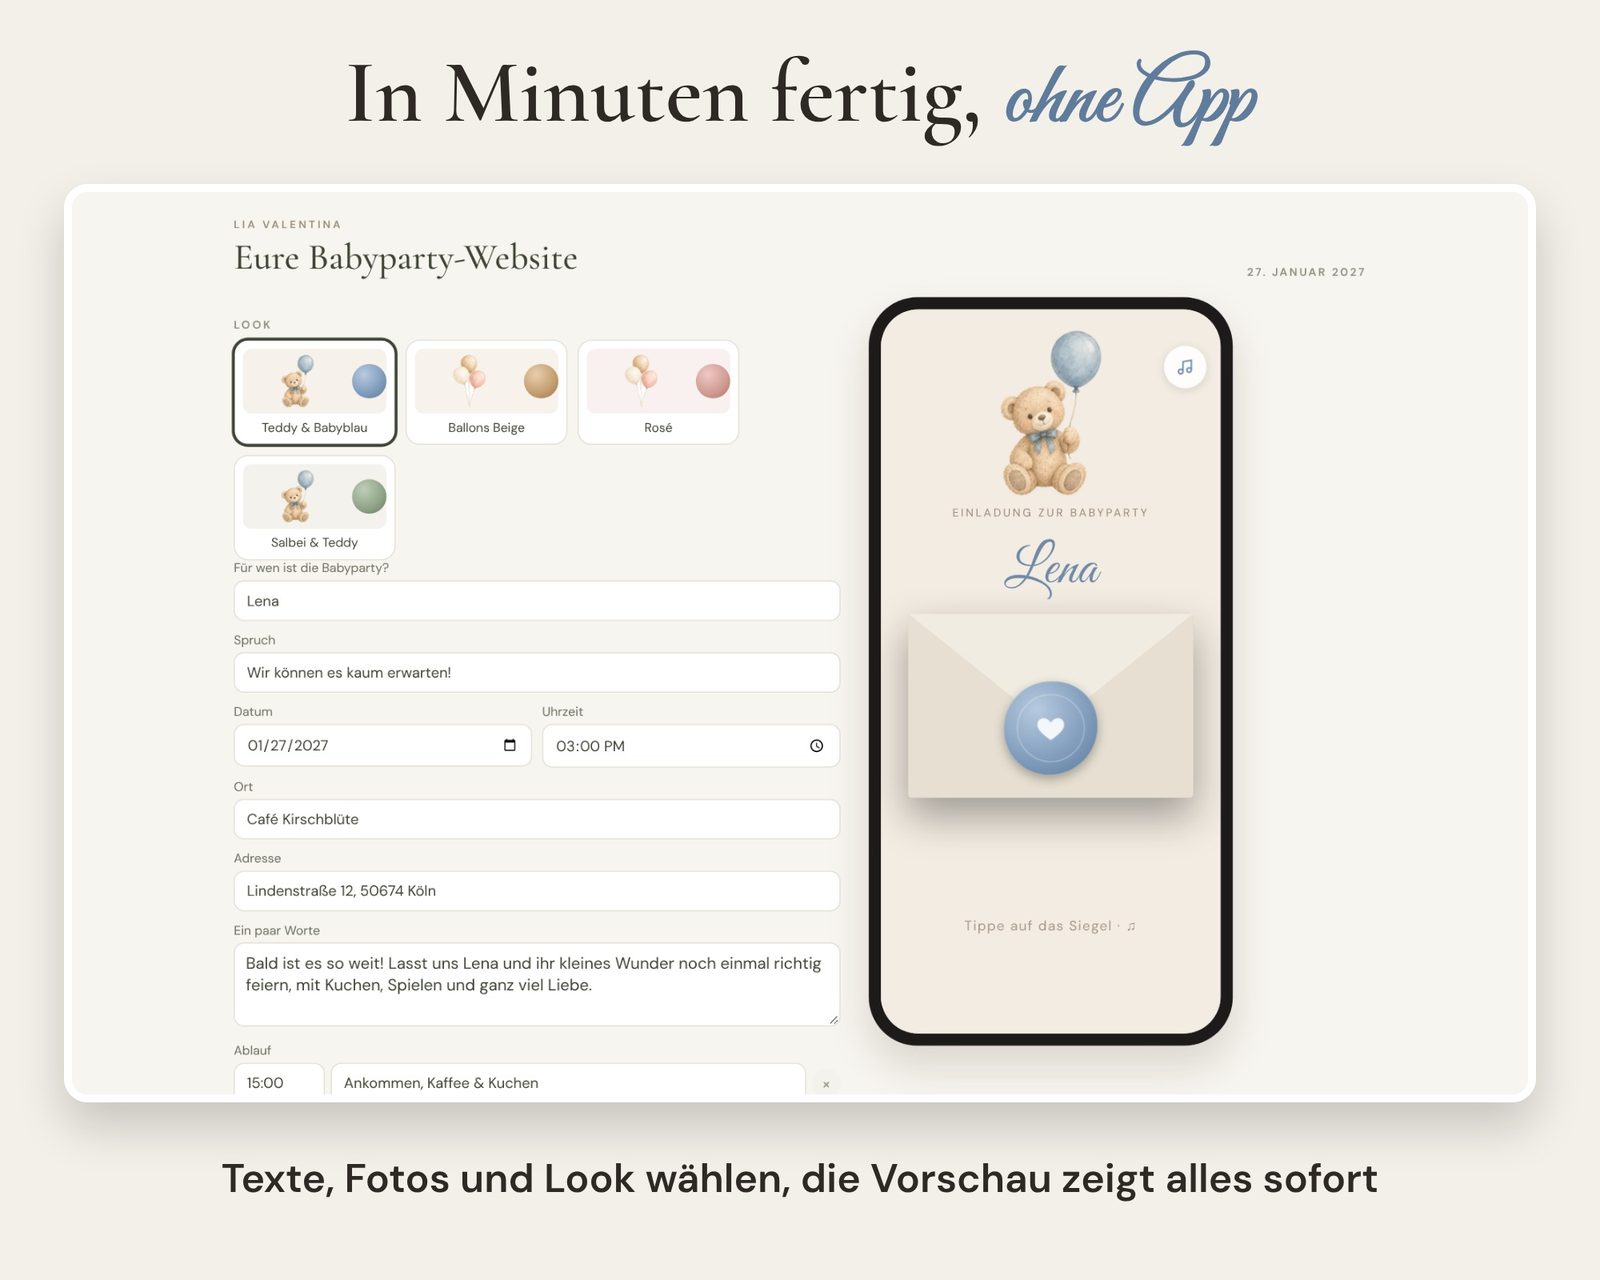 In Minuten fertig, ohne App
LIA VALENTINA
Eure Babyparty-Website
27. JANUAR 2027
LOOK
Teddy & Babyblau
Ballons Beige
Rosé
Salbei & Teddy
Für wen ist die Babyparty?
Lena
Spruch
Wir können es kaum erwarten!
Datum
Uhrzeit
01/27/2027
03:00 PM
Ort
Café Kirschblüte
Adresse
Lindenstraße 12, 50674 Köln
Ein paar Worte
Bald ist es so weit! Lasst uns Lena und ihr kleines Wunder noch einmal richtig
feiern, mit Kuchen, Spielen und ganz viel Liebe.
Ablauf
15:00
Ankommen, Kaffee & Kuchen
×
EINLADUNG ZUR BABYPARTY
Lena
Tippe auf das Siegel · ♫
Texte, Fotos und Look wählen, die Vorschau zeigt alles sofort